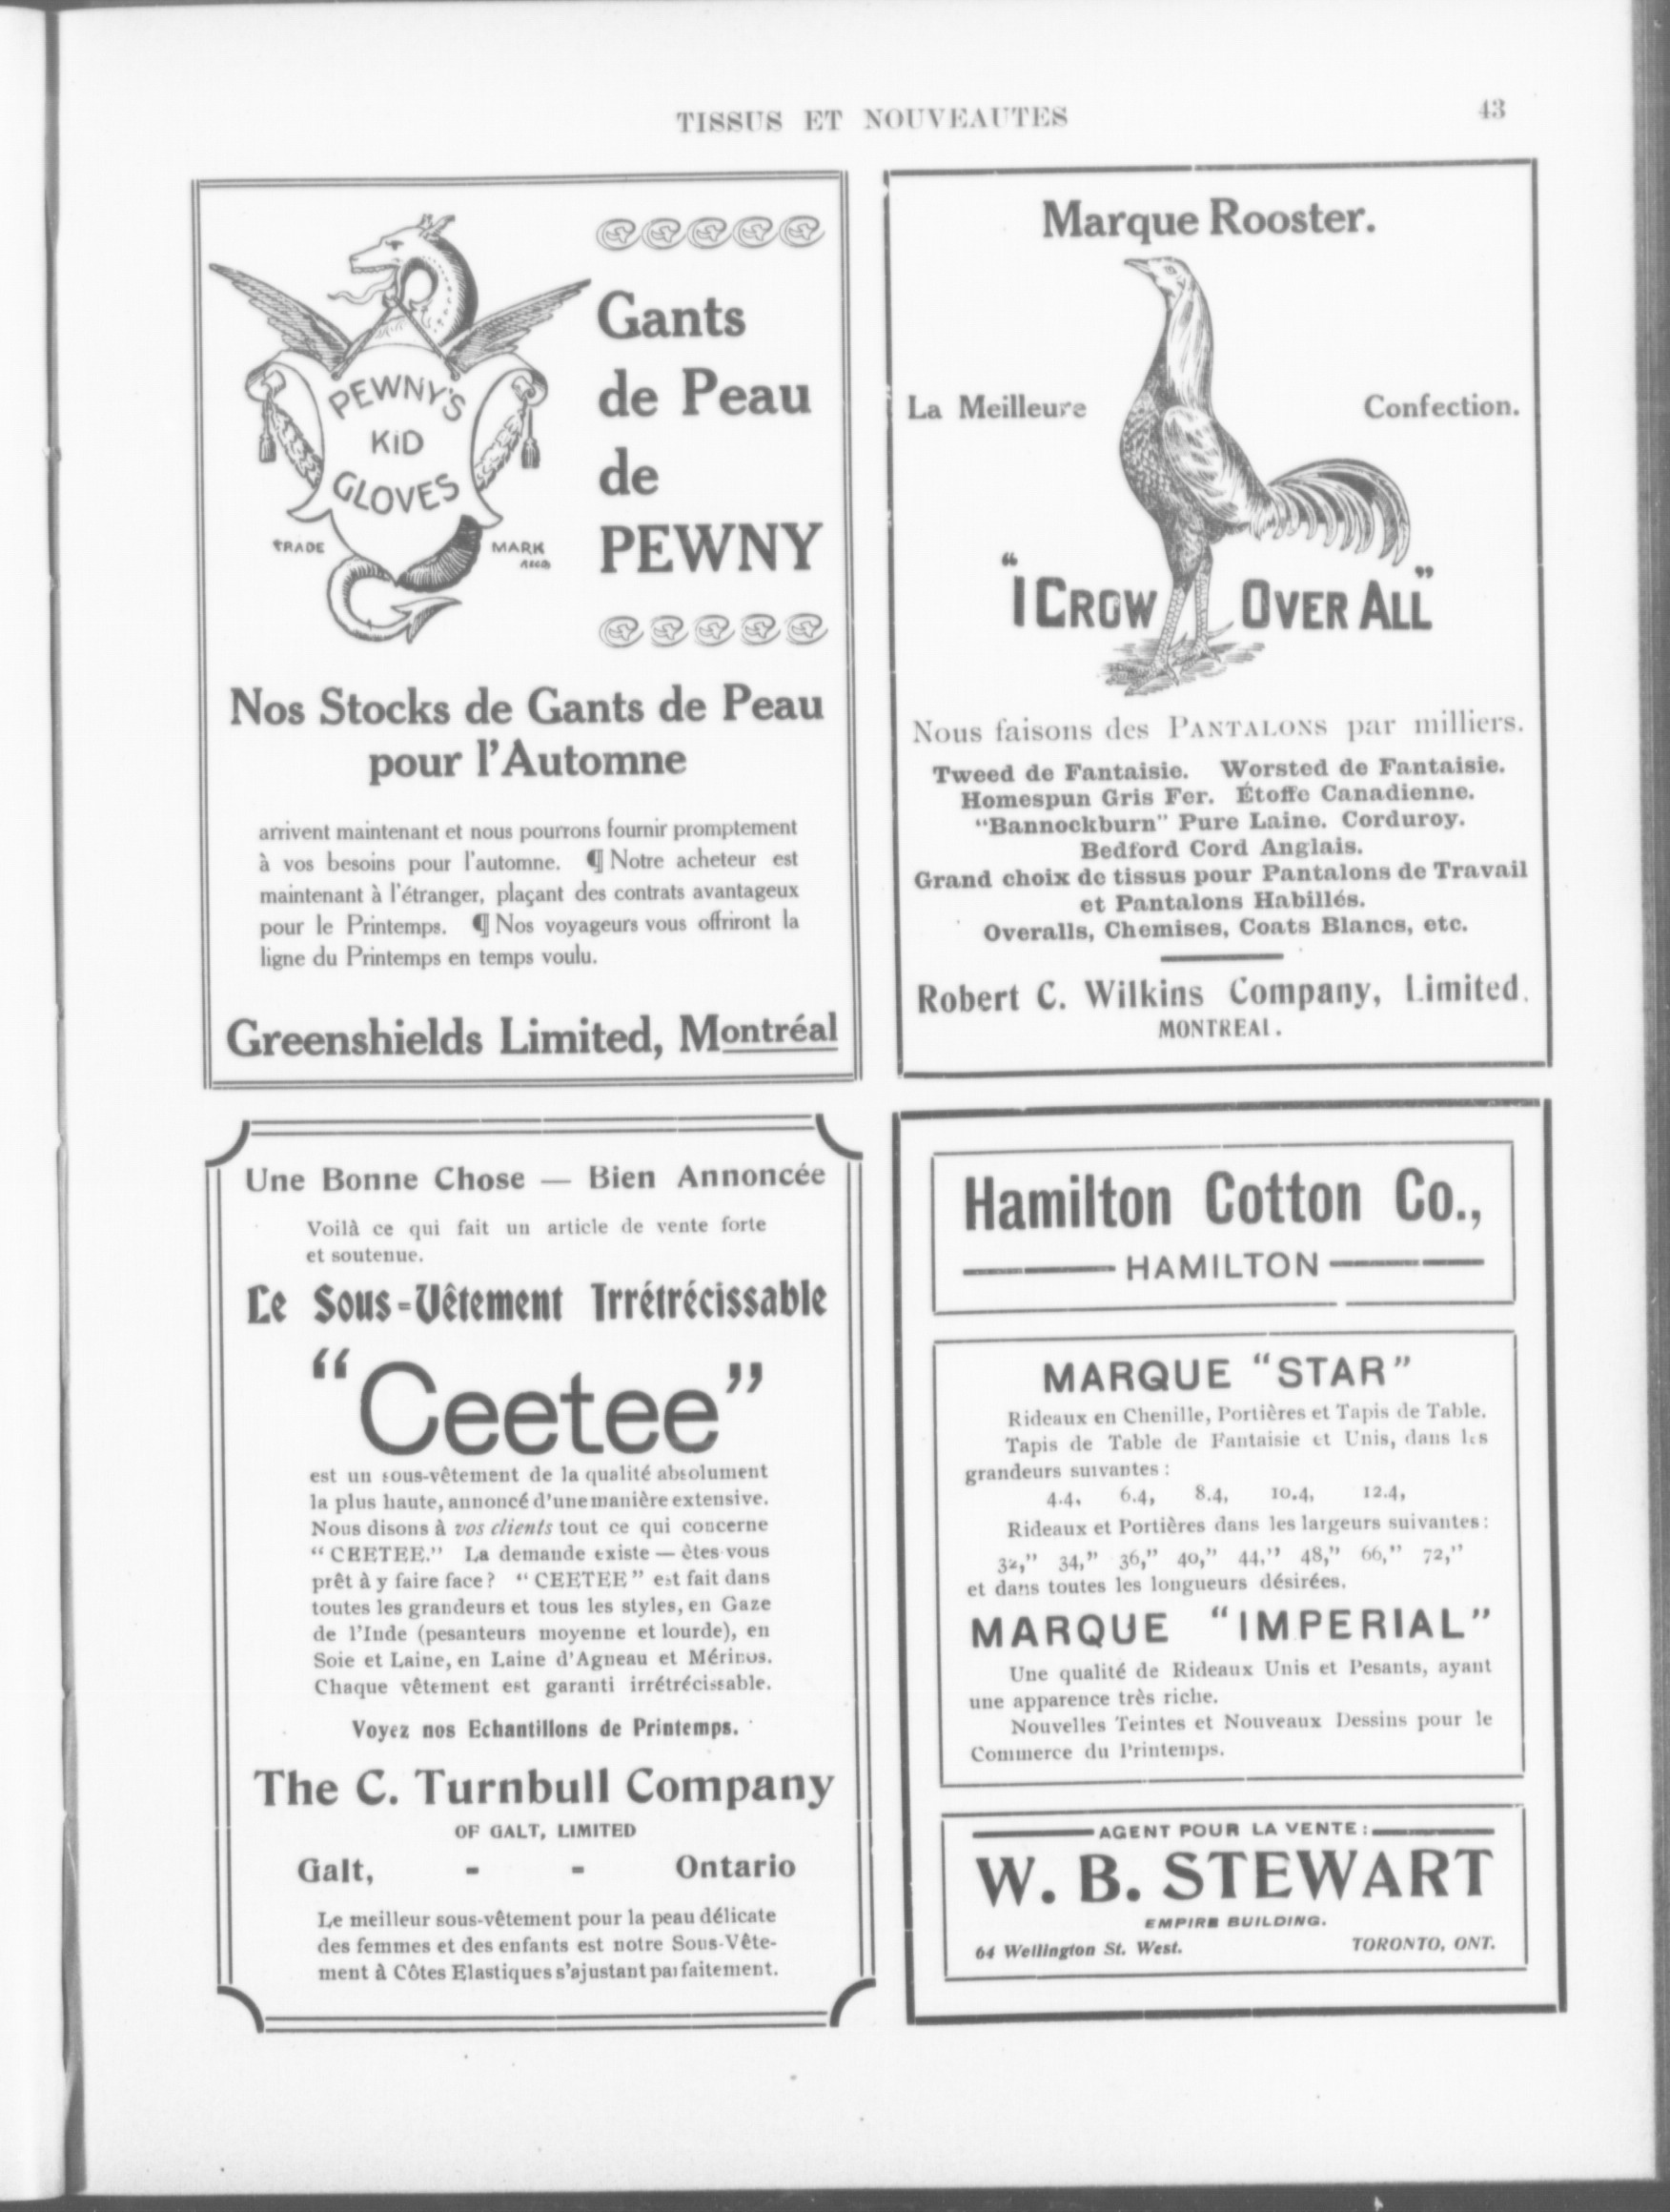 TISSUS ET NOUVEAUTES
43
PEWNY'S
KID
GLOVES
TRADE MARK
REGD
Gants
de Peau
de
PEWNY
Nos Stocks de Gants de Peau
pour l'Automne
arrivent maintenant et nous pourrons fournir promptement
à vos besoins pour l'automne. ¶ Notre acheteur est
maintenant à l'étranger, plaçant des contrats avantageux
pour le Printemps. ¶ Nos voyageurs vous offriront la
ligne du Printemps en temps voulu.
Greenshields Limited, Montréal
Marque Rooster.
La Meilleure Confection.
"I CROW OVER ALL"
Nous faisons des PANTALONS par milliers.
Tweed de Fantaisie. Worsted de Fantaisie.
Homespun Gris Fer. Étoffe Canadienne.
"Bannockburn" Pure Laine. Corduroy.
Bedford Cord Anglais.
Grand choix de tissus pour Pantalons de Travail
et Pantalons Habillés.
Overalls, Chemises, Coats Blancs, etc.
Robert C. Wilkins Company, Limited.
MONTREAL.
Une Bonne Chose — Bien Annoncée
Voilà ce qui fait un article de vente forte
et soutenue.
Le Sous-Vêtement Irrétrécissable
"Ceetee"
est un sous-vêtement de la qualité absolument
la plus haute, annoncé d'une manière extensive.
Nous disons à vos clients tout ce qui concerne
"CEETEE." La demande existe — êtes-vous
prêt à y faire face? "CEETEE" est fait dans
toutes les grandeurs et tous les styles, en Gaze
de l'Inde (pesanteurs moyenne et lourde), en
Soie et Laine, en Laine d'Agneau et Mérinos.
Chaque vêtement est garanti irrétrécissable.
Voyez nos Echantillons de Printemps.
The C. Turnbull Company
OF GALT, LIMITED
Galt, - - Ontario
Le meilleur sous-vêtement pour la peau délicate
des femmes et des enfants est notre Sous-Vête-
ment à Côtes Elastiques s'ajustant parfaitement.
Hamilton Cotton Co.,
HAMILTON
MARQUE "STAR"
Rideaux en Chenille, Portières et Tapis de Table.
Tapis de Table de Fantaisie et Unis, dans les
grandeurs suivantes:
4.4, 6.4, 8.4, 10.4, 12.4,
Rideaux et Portières dans les largeurs suivantes:
32," 34," 36," 40," 44," 48," 66," 72,"
et dans toutes les longueurs désirées.
MARQUE "IMPERIAL"
Une qualité de Rideaux Unis et Pesants, ayant
une apparence très riche.
Nouvelles Teintes et Nouveaux Dessins pour le
Commerce du Printemps.
AGENT POUR LA VENTE:
W. B. STEWART
EMPIRE BUILDING.
64 Wellington St. West. TORONTO, ONT.